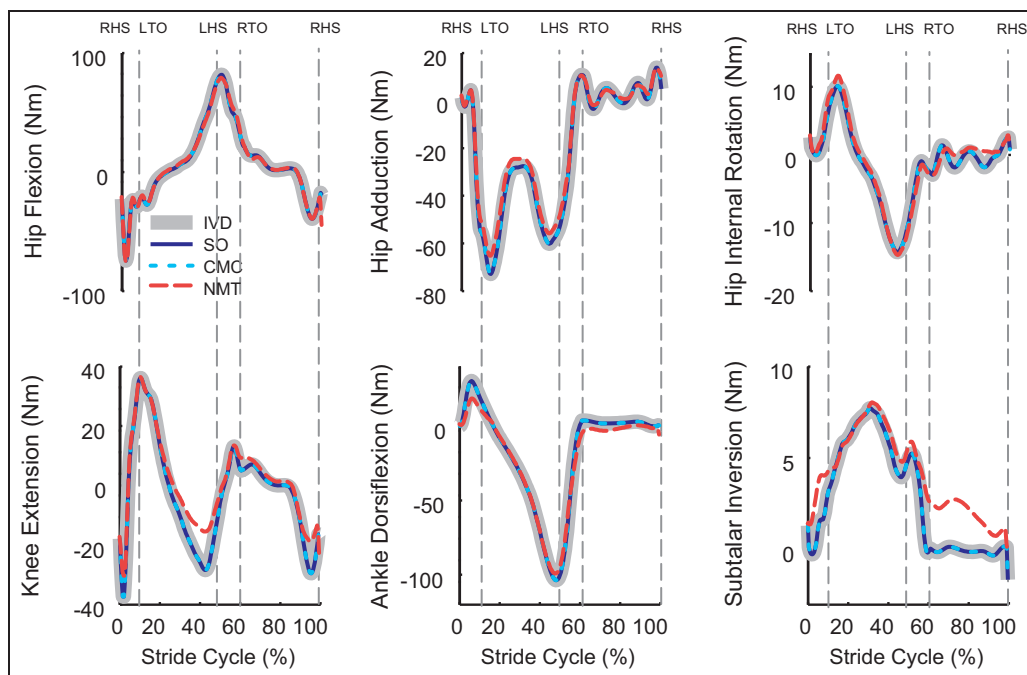 RHS LTO LHS RTO RHS
RHS LTO LHS RTO RHS
RHS LTO LHS RTO RHS
Hip Flexion (Nm)
100
0
-100
IVD
SO
CMC
NMT
Hip Adduction (Nm)
20
0
-20
-40
-60
-80
Hip Internal Rotation (Nm)
10
0
-10
-20
Knee Extension (Nm)
40
20
0
-20
-40
0 20 40 60 80 100
Stride Cycle (%)
Ankle Dorsiflexion (Nm)
0
-50
-100
0 20 40 60 80 100
Stride Cycle (%)
Subtalar Inversion (Nm)
10
5
0
0 20 40 60 80 100
Stride Cycle (%)